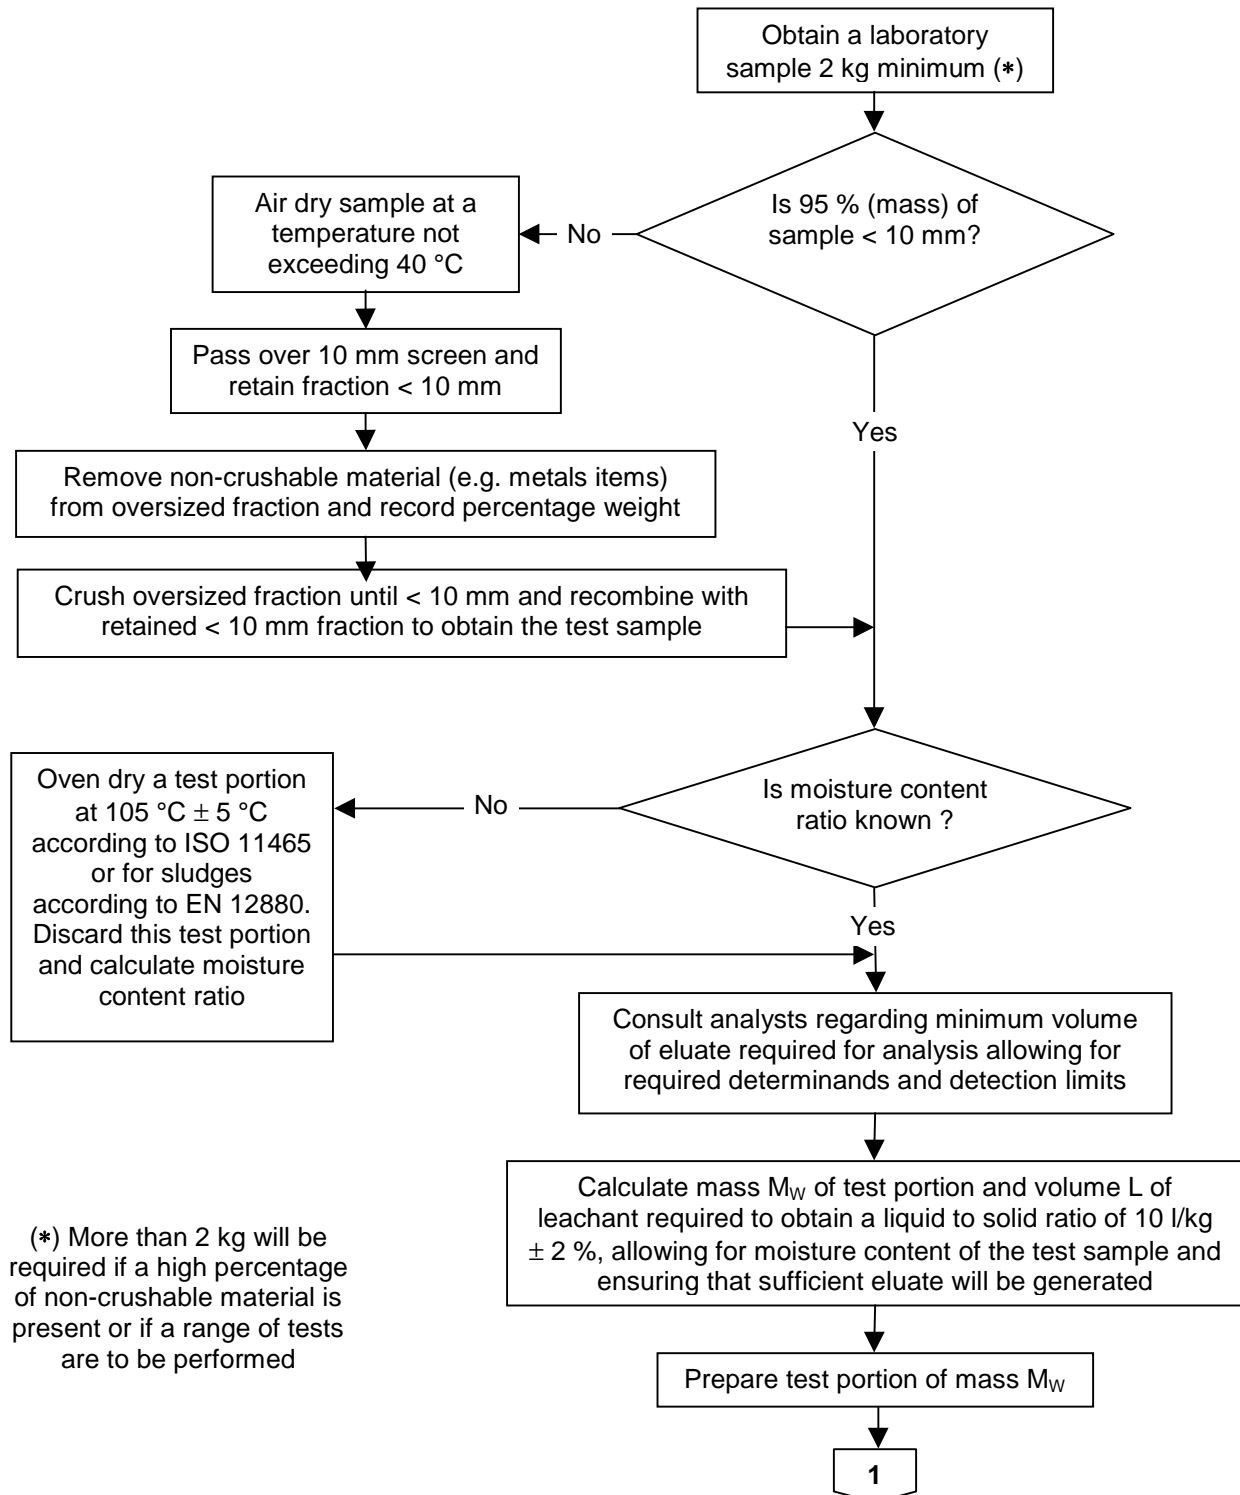 Obtain a laboratory
sample 2 kg minimum (*)
Is 95 % (mass) of
sample < 10 mm?
No
Air dry sample at a
temperature not
exceeding 40 °C
Pass over 10 mm screen and
retain fraction < 10 mm
Yes
Remove non-crushable material (e.g. metals items)
from oversized fraction and record percentage weight
Crush oversized fraction until < 10 mm and recombine with
retained < 10 mm fraction to obtain the test sample
Is moisture content
ratio known ?
No
Oven dry a test portion
at 105 °C ± 5 °C
according to ISO 11465
or for sludges
according to EN 12880.
Discard this test portion
and calculate moisture
content ratio
Yes
Consult analysts regarding minimum volume
of eluate required for analysis allowing for
required determinands and detection limits
Calculate mass M_W of test portion and volume L of
leachant required to obtain a liquid to solid ratio of 10 l/kg
± 2 %, allowing for moisture content of the test sample and
ensuring that sufficient eluate will be generated
(*) More than 2 kg will be
required if a high percentage
of non-crushable material is
present or if a range of tests
are to be performed
Prepare test portion of mass M_W
1